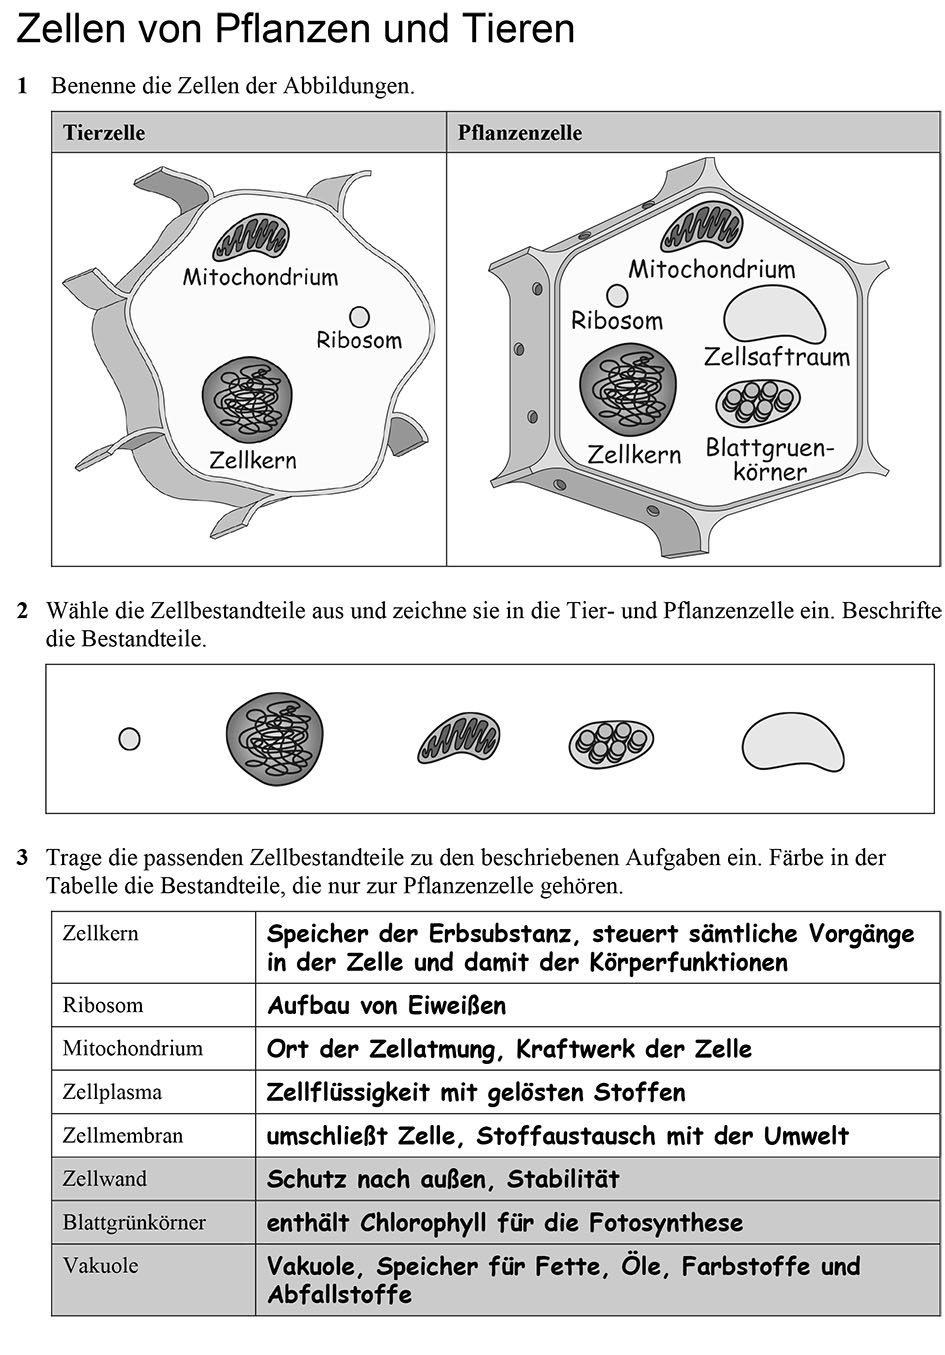 Zellen von Pflanzen und Tieren
1 Benenne die Zellen der Abbildungen.
Tierzelle
Pflanzenzelle
Mitochondrium
Ribosom
Zellkern
Mitochondrium
Ribosom
Zellsaftraum
Zellkern
Blattgruen-
körner
2 Wähle die Zellbestandteile aus und zeichne sie in die Tier- und Pflanzenzelle ein. Beschrifte
die Bestandteile.
3 Trage die passenden Zellbestandteile zu den beschriebenen Aufgaben ein. Färbe in der
Tabelle die Bestandteile, die nur zur Pflanzenzelle gehören.
Zellkern
Speicher der Erbsubstanz, steuert sämtliche Vorgänge
in der Zelle und damit der Körperfunktionen
Ribosom
Aufbau von Eiweißen
Mitochondrium
Ort der Zellatmung, Kraftwerk der Zelle
Zellplasma
Zellflüssigkeit mit gelösten Stoffen
Zellmembran
umschließt Zelle, Stoffaustausch mit der Umwelt
Zellwand
Schutz nach außen, Stabilität
Blattgrünkörner
enthält Chlorophyll für die Fotosynthese
Vakuole
Vakuole, Speicher für Fette, Öle, Farbstoffe und
Abfallstoffe